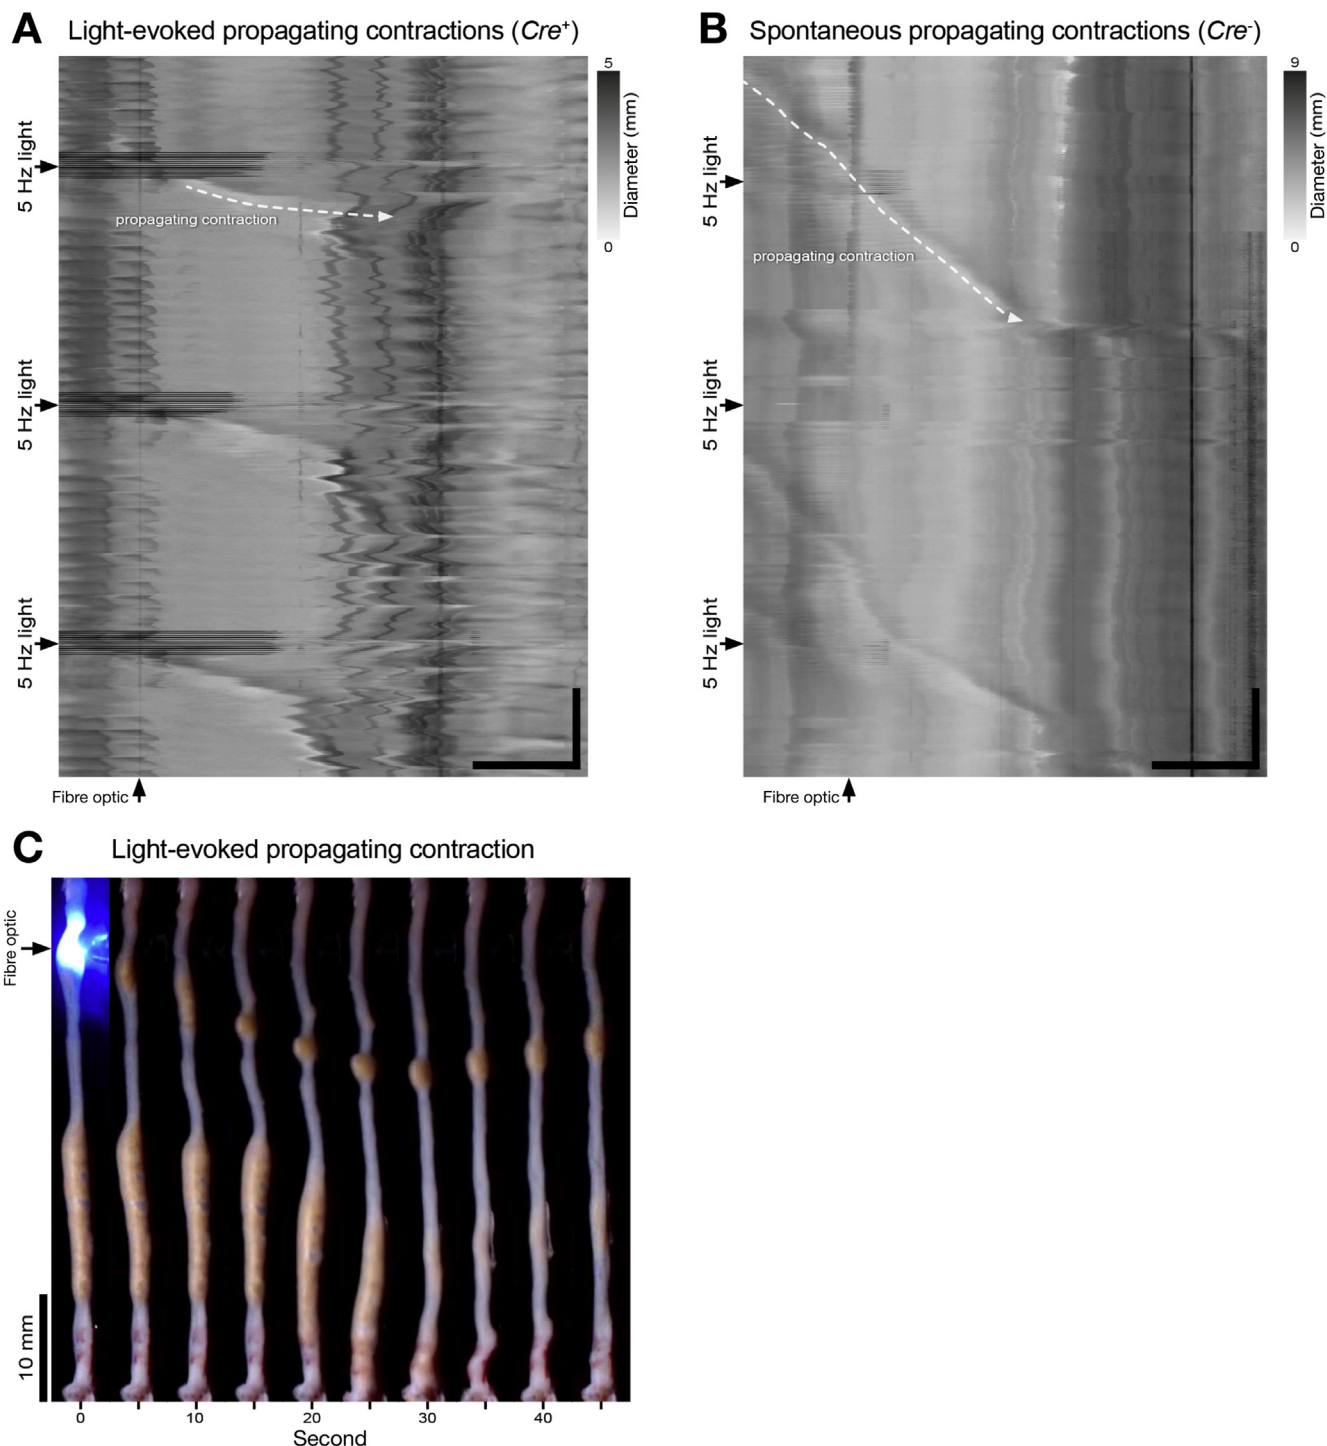 A Light-evoked propagating contractions (Cre+)
5
Diameter (mm)
0
5 Hz light
propagating contraction
5 Hz light
5 Hz light
Fibre optic
B Spontaneous propagating contractions (Cre-)
9
Diameter (mm)
0
5 Hz light
propagating contraction
5 Hz light
5 Hz light
Fibre optic
C Light-evoked propagating contraction
Fibre optic
10 mm
0 10 20 30 40
Second